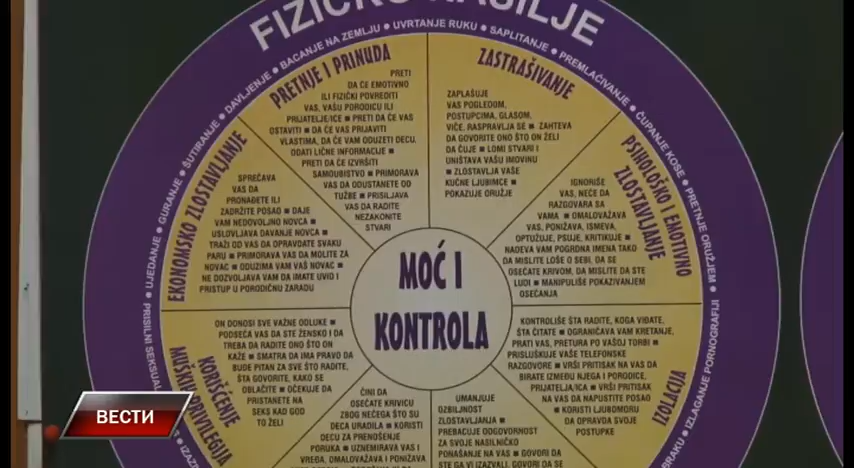 FIZIČKO NASILJE
PRISILNI SEKSUAL
UJEDANJE ● GURANJE ● ŠUTIRANJE ● DAVLJENJE ● BACANJE NA ZEMLJU ● UVRTANJE RUKU ● SAPLITANJE ● PREMLAĆIVANJE ● ČUPANJE KOSE ● PRETNJE ORUŽJEM ● IZLAGANJE PORNOGRAFIJI
BRAKU
IZAZI
PRETNJE I PRINUDA
PRETI
DA ĆE EMOTIVNO
ILI FIZIČKI POVREDITI
VAS, VAŠU PORODICU ILI
PRIJATELJE/ICE ■ PRETI DA ĆE VAS
OSTAVITI ■ DA ĆE VAS PRIJAVITI
VLASTIMA, DA ĆE VAM ODUZETI DECU,
ODATI LIČNE INFORMACIJE ■
PRETI DA ĆE IZVRŠITI
SAMOUBISTVO ■ PRIMORAVA
VAS DA ODUSTANETE OD
TUŽBE ■ PRISILJAVA
VAS DA RADITE
NEZAKONITE
STVARI
ZASTRAŠIVANJE
ZAPLAŠUJE
VAS POGLEDOM,
POSTUPCIMA, GLASOM,
VIČE, RASPRAVLJA SE ■ ZAHTEVA
DA GOVORITE ONO ŠTO ON ŽELI
DA ČUJE ■ LOMI STVARI I
UNIŠTAVA VAŠU IMOVINU
■ ZLOSTAVLJA VAŠE
KUĆNE LJUBIMCE ■
POKAZUJE ORUŽJE
PSIHOLOŠKO I EMOTIVNO
ZLOSTAVLJANJE
IGNORIŠE
VAS, NEĆE DA
RAZGOVARA SA
VAMA ■ OMALOVAŽAVA
VAS, PONIŽAVA, ISMEVA,
OPTUŽUJE, PSUJE, KRITIKUJE ■
NADEVA VAM POGRDNA IMENA TAKO
DA MISLITE LOŠE O SEBI, DA SE
OSEĆATE KRIVOM, DA MISLITE DA STE
LUDI ■ MANIPULIŠE POKAZIVANJEM
OSEĆANJA
EKONOMSKO ZLOSTAVLJANJE
SPREČAVA
VAS DA
PRONAĐETE ILI
ZADRŽITE POSAO ■ DAJE
VAM NEDOVOLJNO NOVCA ■
USLOVLJAVA DAVANJE NOVCA ■
TRAŽI OD VAS DA OPRAVDATE SVAKU
PARU ■ PRIMORAVA VAS DA MOLITE ZA
NOVAC ■ ODUZIMA VAM VAŠ NOVAC ■
NE DOZVOLJAVA VAM DA IMATE UVID I
PRISTUP U PORODIČNU ZARADU
MOĆ I
KONTROLA
KORIŠĆENJE
MUŠKIH PRIVILEGIJA
ON DONOSI SVE VAŽNE ODLUKE ■
PODSEĆA VAS DA STE ŽENSKO I DA
TREBA DA RADITE ONO ŠTO ON
KAŽE ■ SMATRA DA IMA PRAVO DA
BUDE PITAN ZA SVE ŠTO RADITE,
ŠTA GOVORITE, KAKO SE
OBLAČITE ■ OČEKUJE DA
PRISTANETE NA
SEKS KAD GOD
TO ŽELI
KONTROLIŠE ŠTA RADITE, KOGA VIĐATE,
ŠTA ČITATE ■ OGRANIČAVA VAM KRETANJE,
PRATI VAS, PRETURA PO VAŠOJ TORBI ■
PRISLUŠKUJE VAŠE TELEFONSKE
RAZGOVORE ■ VRŠI PRITISAK NA VAS DA
BIRATE IZMEĐU NJEGA I PORODICE,
PRIJATELJA/ICA ■ VRŠI PRITISAK
NA VAS DA NAPUSTITE POSAO
■ KORISTI LJUBOMORU
DA OPRAVDA SVOJE
POSTUPKE
IZOLACIJA
ČINI DA
OSEĆATE KRIVICU
ZBOG NEČEGA ŠTO SU
DECA URADILA ■ KORISTI
DECU ZA PRENOŠENJE
PORUKA ■ UZNEMIRAVA VAS I
VREĐA, OMALOVAŽAVA I PONIŽAVA
UMANJUJE
OZBILJNOST
ZLOSTAVLJANJA ■
PREBACUJE ODGOVORNOST
ZA SVOJE NASILNIČKO
PONAŠANJE NA VAS ■ GOVORI DA
STE GA VI IZAZVALI, GOVORI DA SE
ВЕСТИ